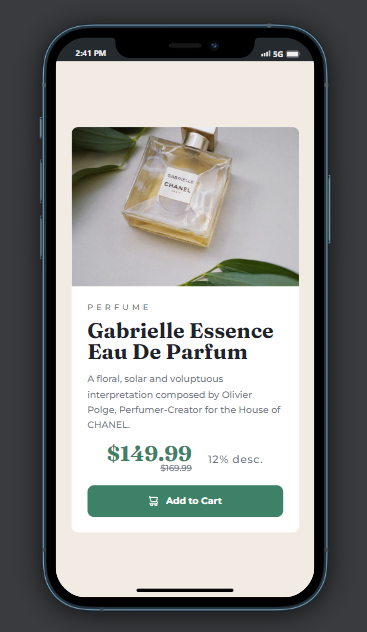 2:41 PM
5G
GABRIELLE
CHANEL
PERFUME
Gabrielle Essence
Eau De Parfum
A floral, solar and voluptuous
interpretation composed by Olivier
Polge, Perfumer-Creator for the House of
CHANEL.
$149.99
$169.99
12% desc.
Add to Cart